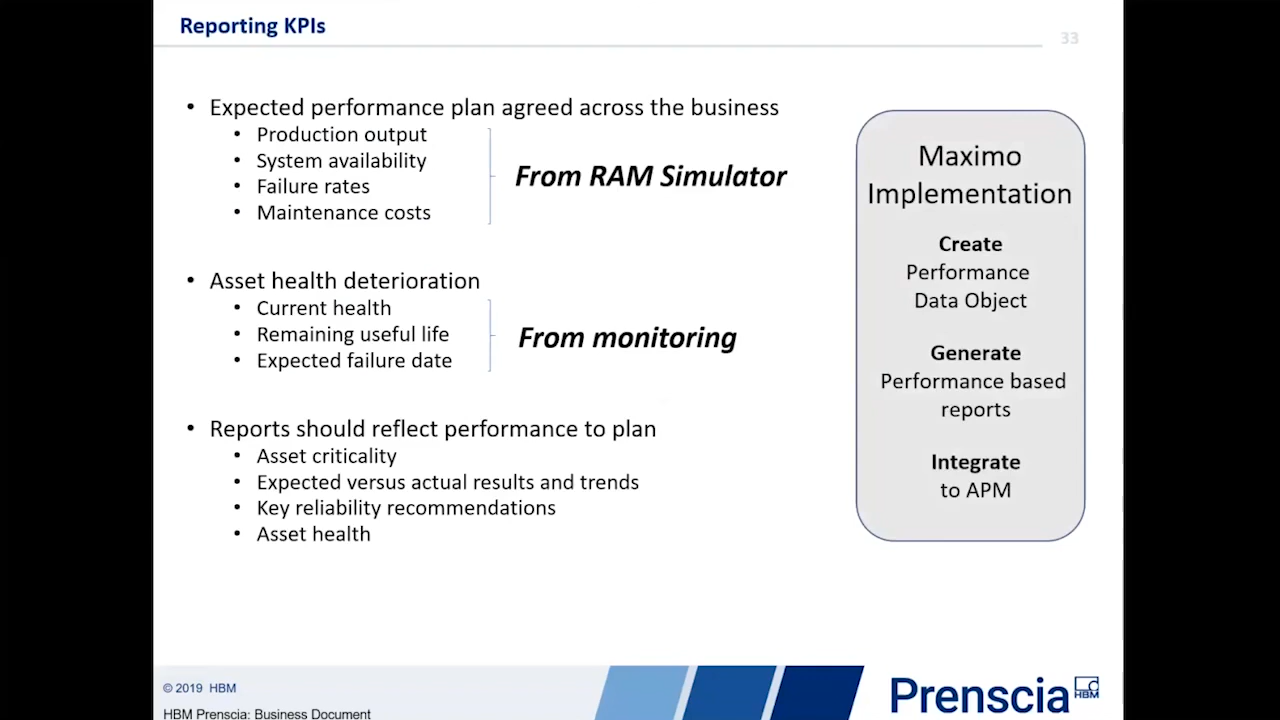 Reporting KPIs
33
• Expected performance plan agreed across the business
• Production output
• System availability
• Failure rates
• Maintenance costs
From RAM Simulator
• Asset health deterioration
• Current health
• Remaining useful life
• Expected failure date
From monitoring
• Reports should reflect performance to plan
• Asset criticality
• Expected versus actual results and trends
• Key reliability recommendations
• Asset health
Maximo
Implementation
Create
Performance
Data Object
Generate
Performance based
reports
Integrate
to APM
© 2019 HBM
HBM Prenscia: Business Document
Prenscia
HBM